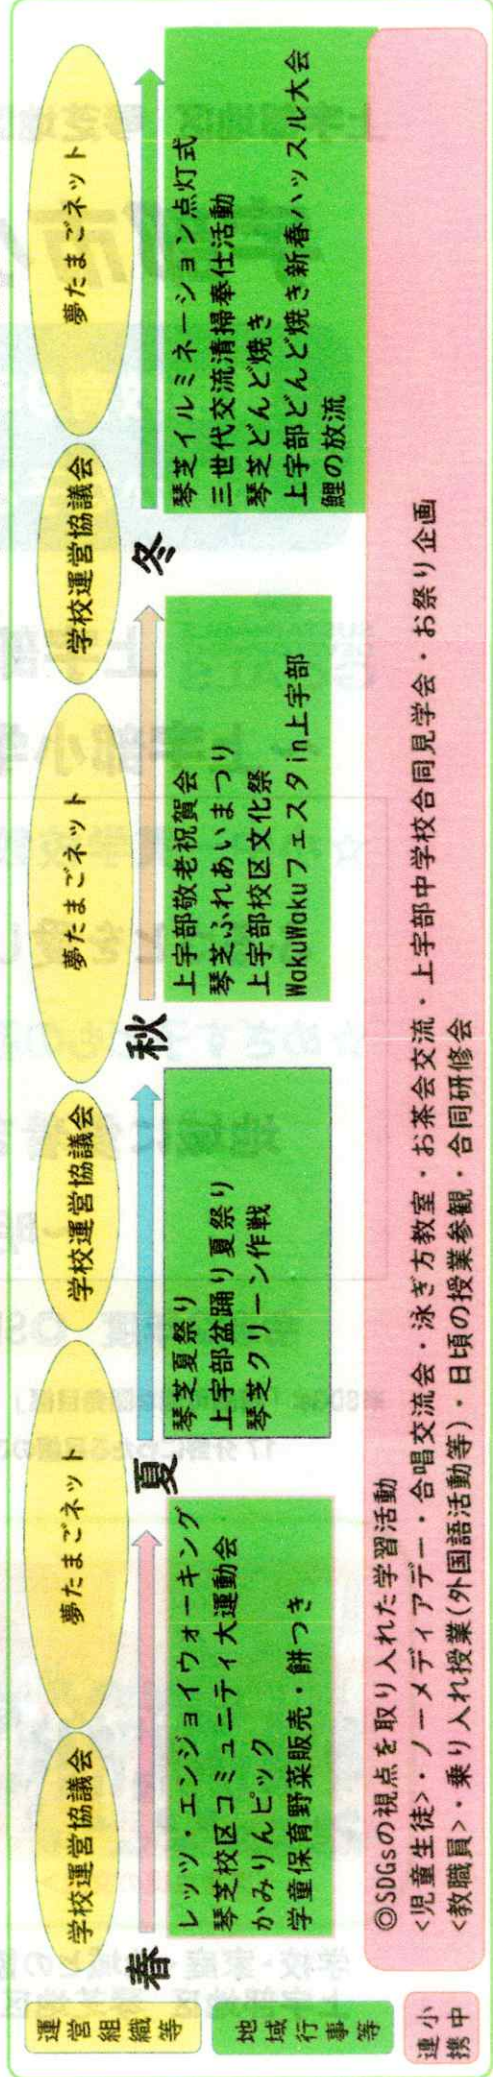 運営組織等
学校運営協議会
夢たまごネット
学校運営協議会
夢たまごネット
学校運営協議会
夢たまごネット
地域行事等
春
レッツ・エンジョイウォーキング
琴芝校区コミュニティ大運動会
かみりんピック
学童保育野菜販売・餅つき
夏
琴芝夏祭り
上宇部盆踊り夏祭り
琴芝クリーン作戦
秋
上宇部敬老祝賀会
琴芝ふれあいまつり
上宇部校区文化祭
WakuWakuフェスタin上宇部
冬
琴芝イルミネーション点灯式
三世代交流清掃奉仕活動
琴芝どんど焼き
上宇部どんど焼き新春ハッスル大会
鯉の放流
小中連携
◎SDGsの視点を取り入れた学習活動
<児童生徒>・ノーメディアデー・合唱交流会・泳ぎ方教室・お茶会交流・上宇部中学校合同見学会・お祭り企画
<教職員>・乗り入れ授業(外国語活動等)・日頃の授業参観・合同研修会